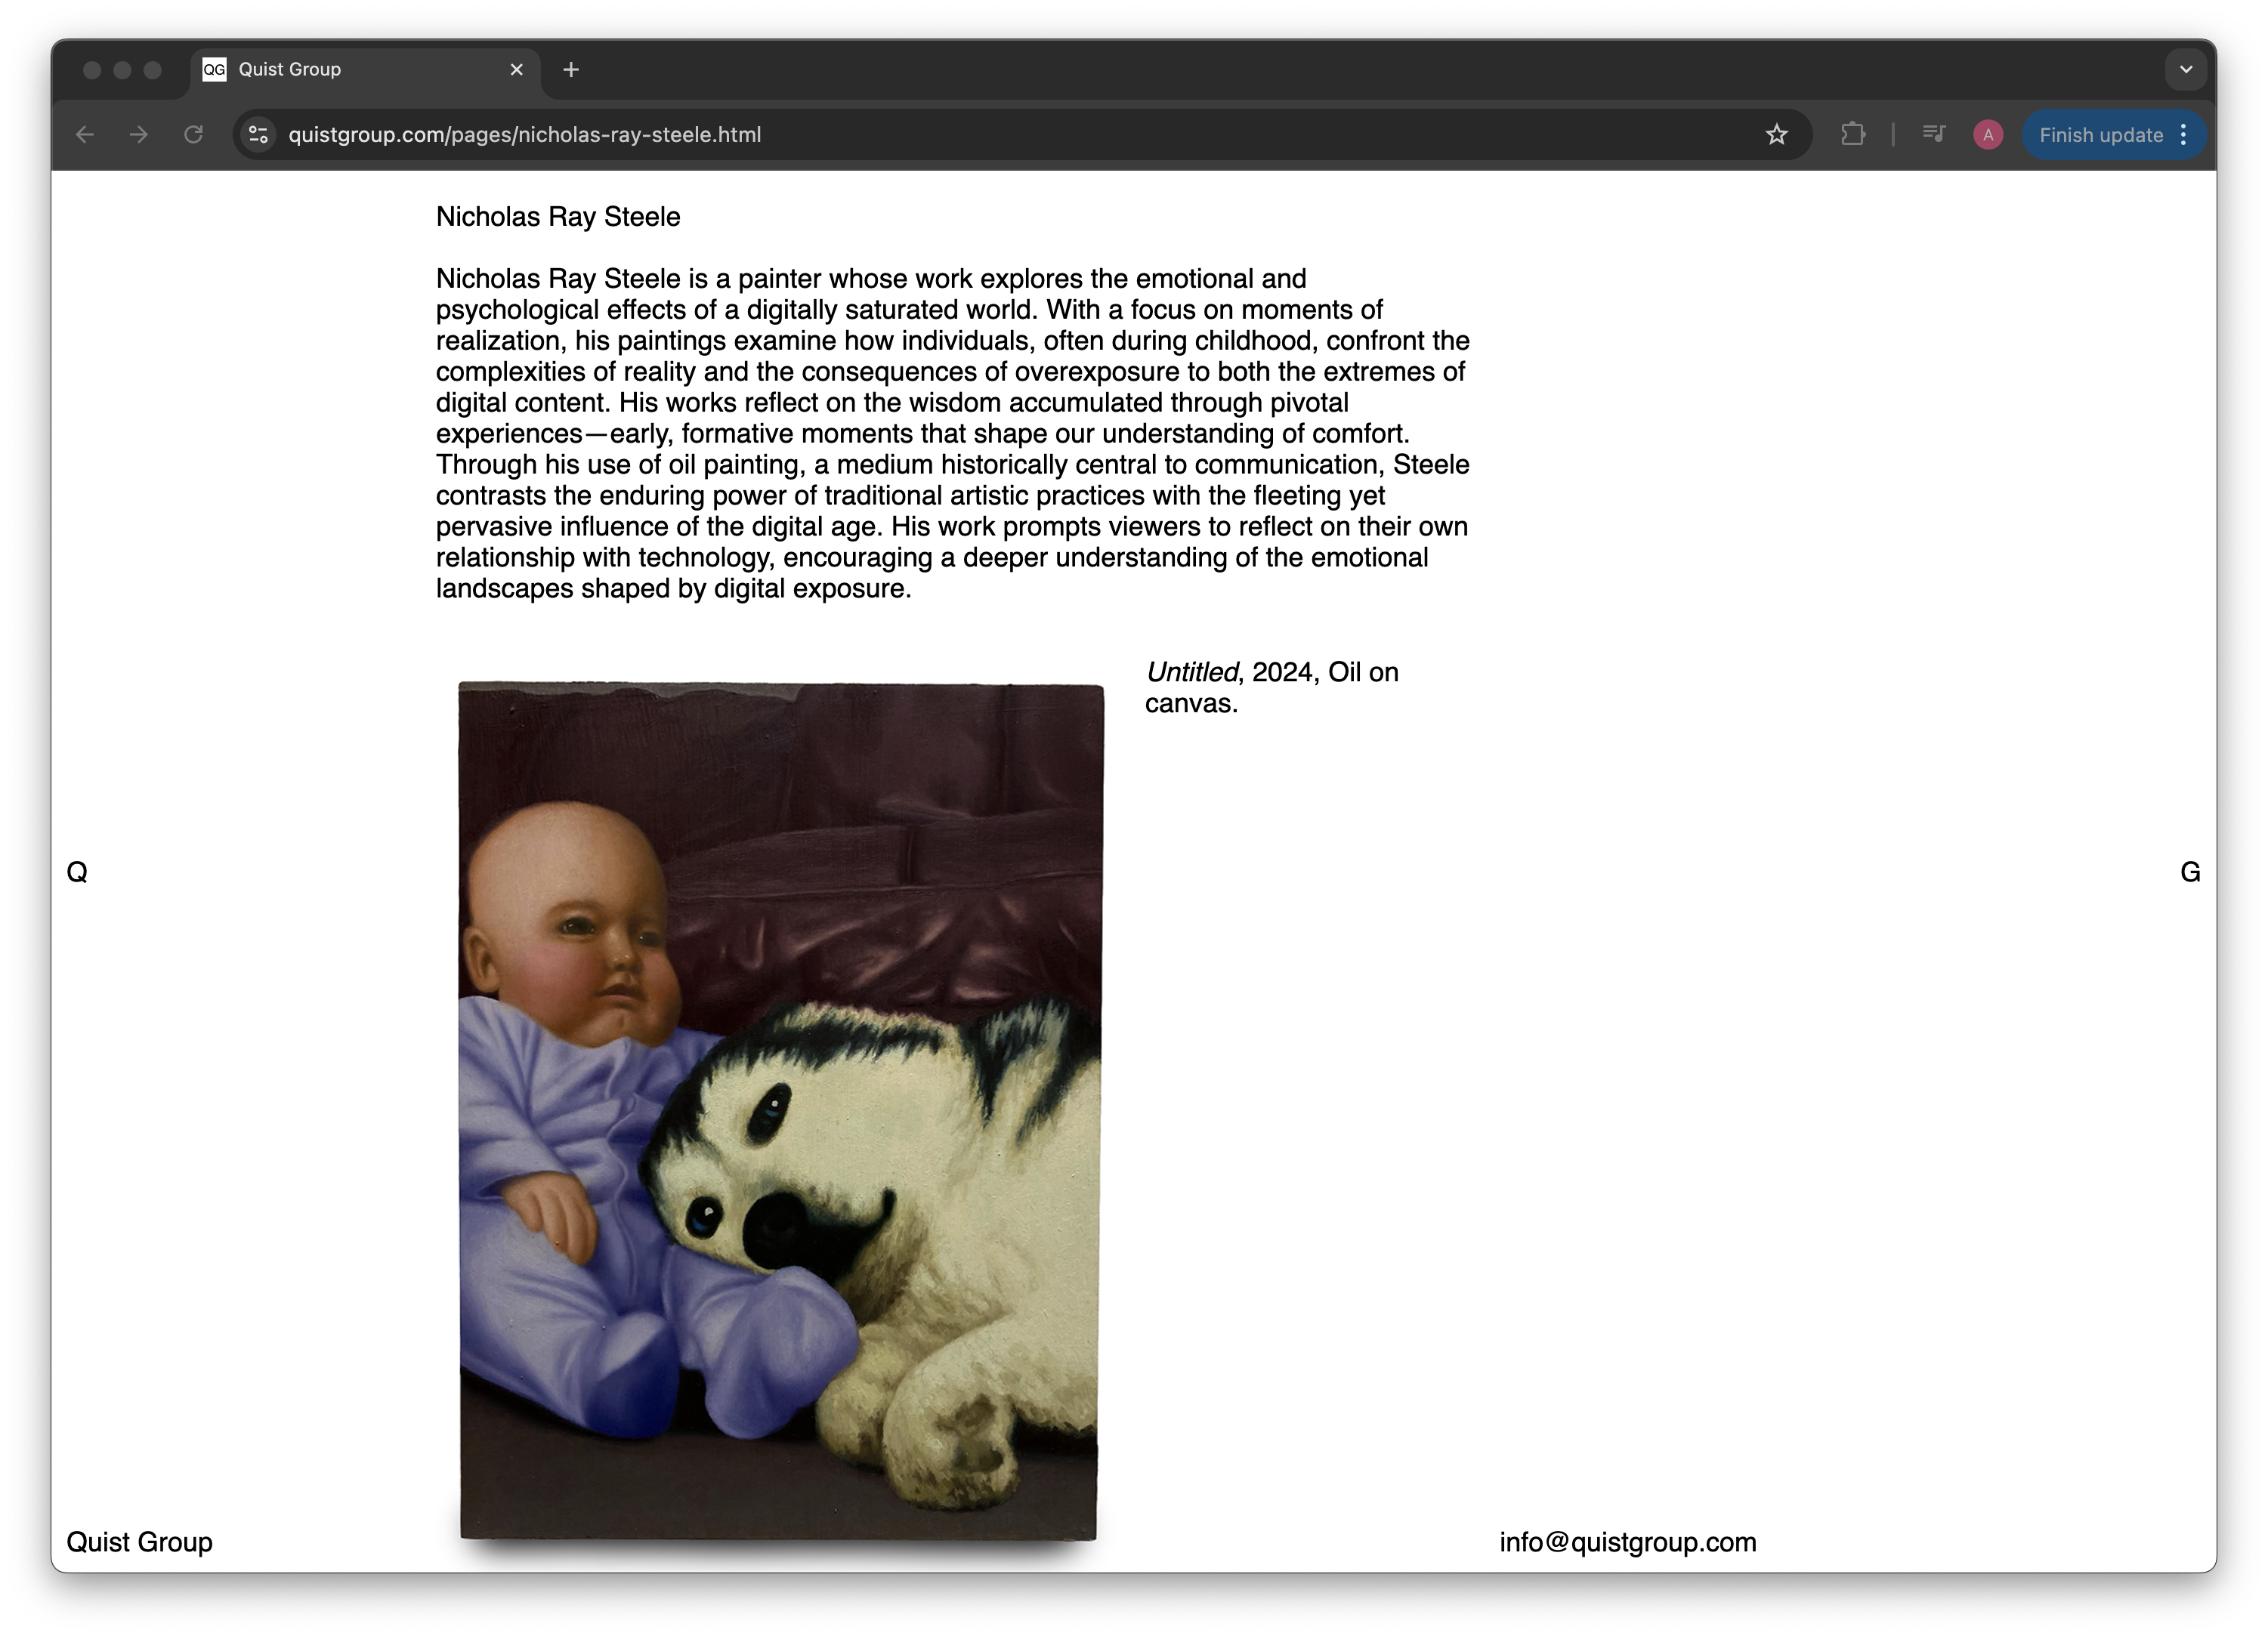 QG Quist Group
quistgroup.com/pages/nicholas-ray-steele.html
A
Finish update
Nicholas Ray Steele
Nicholas Ray Steele is a painter whose work explores the emotional and
psychological effects of a digitally saturated world. With a focus on moments of
realization, his paintings examine how individuals, often during childhood, confront the
complexities of reality and the consequences of overexposure to both the extremes of
digital content. His works reflect on the wisdom accumulated through pivotal
experiences—early, formative moments that shape our understanding of comfort.
Through his use of oil painting, a medium historically central to communication, Steele
contrasts the enduring power of traditional artistic practices with the fleeting yet
pervasive influence of the digital age. His work prompts viewers to reflect on their own
relationship with technology, encouraging a deeper understanding of the emotional
landscapes shaped by digital exposure.
Untitled, 2024, Oil on
canvas.
Q
G
Quist Group
info@quistgroup.com